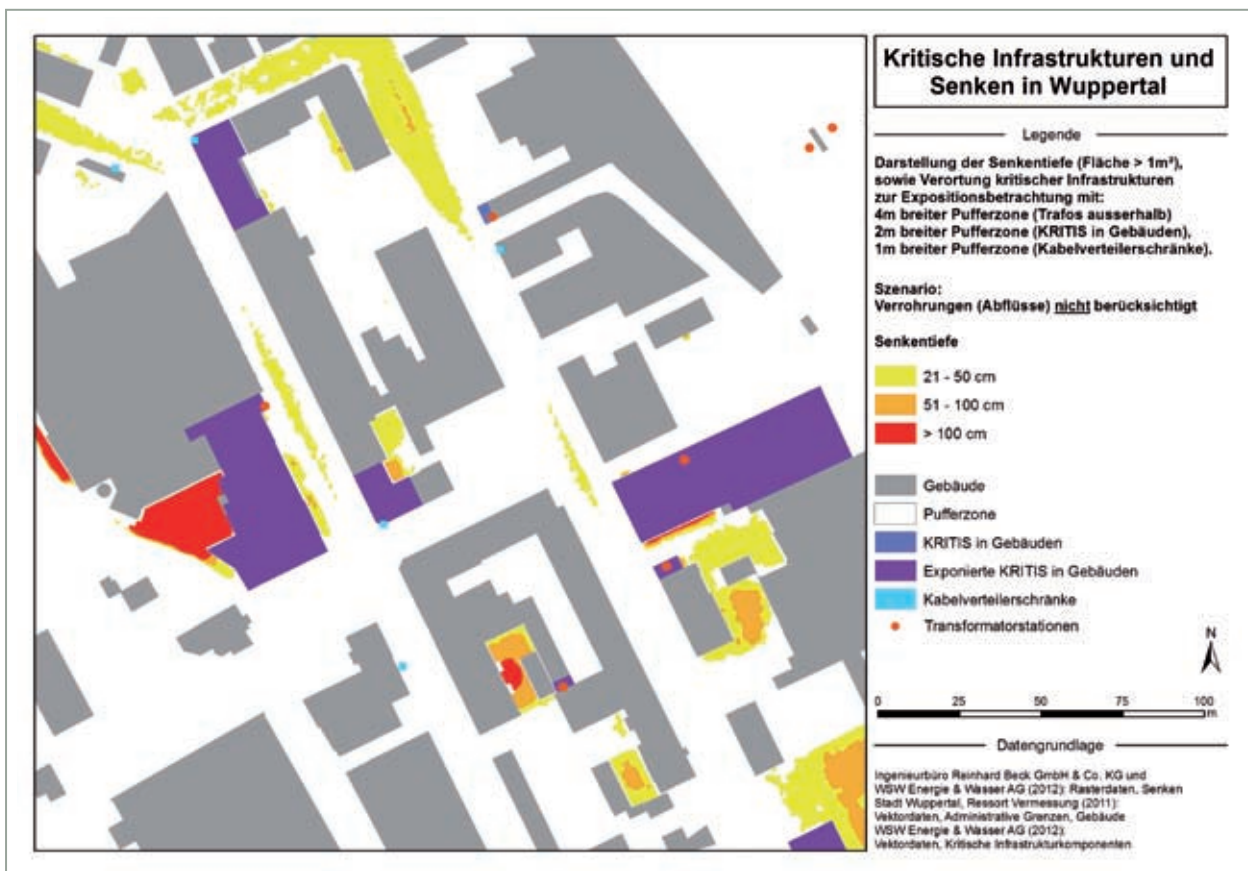 Kritische Infrastrukturen und
Senken in Wuppertal
Legende
Darstellung der Senkentiefe (Fläche > 1m²),
sowie Verortung kritischer Infrastrukturen
zur Expositionsbetrachtung mit:
4m breiter Pufferzone (Trafos ausserhalb)
2m breiter Pufferzone (KRITIS in Gebäuden),
1m breiter Pufferzone (Kabelverteilerschränke).
Szenario:
Verrohrungen (Abflüsse) nicht berücksichtigt
Senkentiefe
21 - 50 cm
51 - 100 cm
> 100 cm
Gebäude
Pufferzone
KRITIS in Gebäuden
Exponierte KRITIS in Gebäuden
Kabelverteilerschränke
Transformatorstationen
N
0 25 50 75 100
m
Datengrundlage
Ingenieurbüro Reinhard Beck GmbH & Co. KG und
WSW Energie & Wasser AG (2012): Rasterdaten, Senken
Stadt Wuppertal, Ressort Vermessung (2011):
Vektordaten, Administrative Grenzen, Gebäude
WSW Energie & Wasser AG (2012):
Vektordaten, Kritische Infrastrukturkomponenten